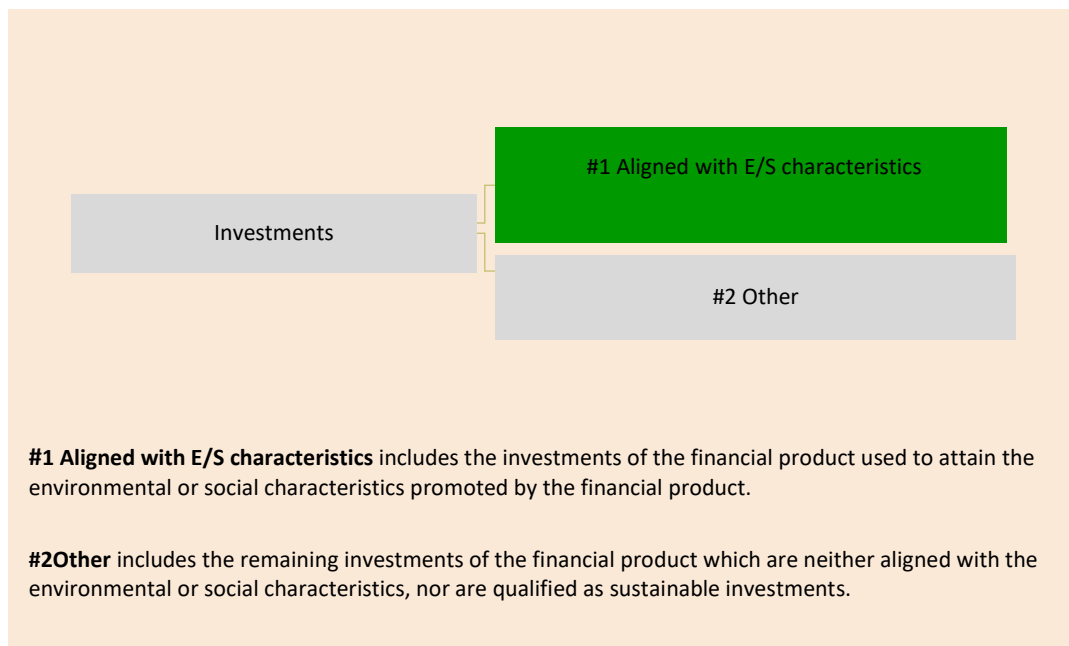 #1 Aligned with E/S characteristics
Investments
#2 Other
#1 Aligned with E/S characteristics includes the investments of the financial product used to attain the
environmental or social characteristics promoted by the financial product.
#2Other includes the remaining investments of the financial product which are neither aligned with the
environmental or social characteristics, nor are qualified as sustainable investments.